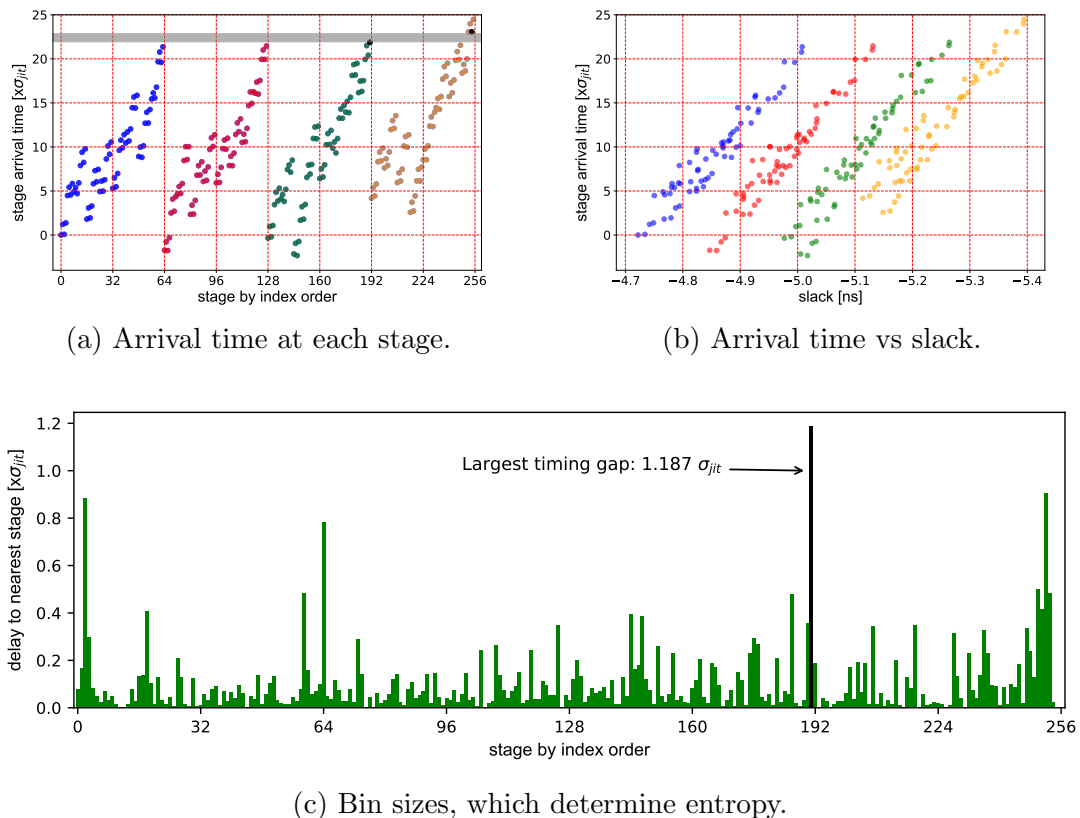 25
20
15
10
5
0
stage arrival time [xσjit]
0 32 64 96 128 160 192 224 256
stage by index order
(a) Arrival time at each stage.
25
20
15
10
5
0
stage arrival time [xσjit]
−4.7 −4.8 −4.9 −5.0 −5.1 −5.2 −5.3 −5.4
slack [ns]
(b) Arrival time vs slack.
1.2
1.0
0.8
0.6
0.4
0.2
0.0
delay to nearest stage [xσjit]
Largest timing gap: 1.187 σjit
0 32 64 96 128 160 192 224 256
stage by index order
(c) Bin sizes, which determine entropy.